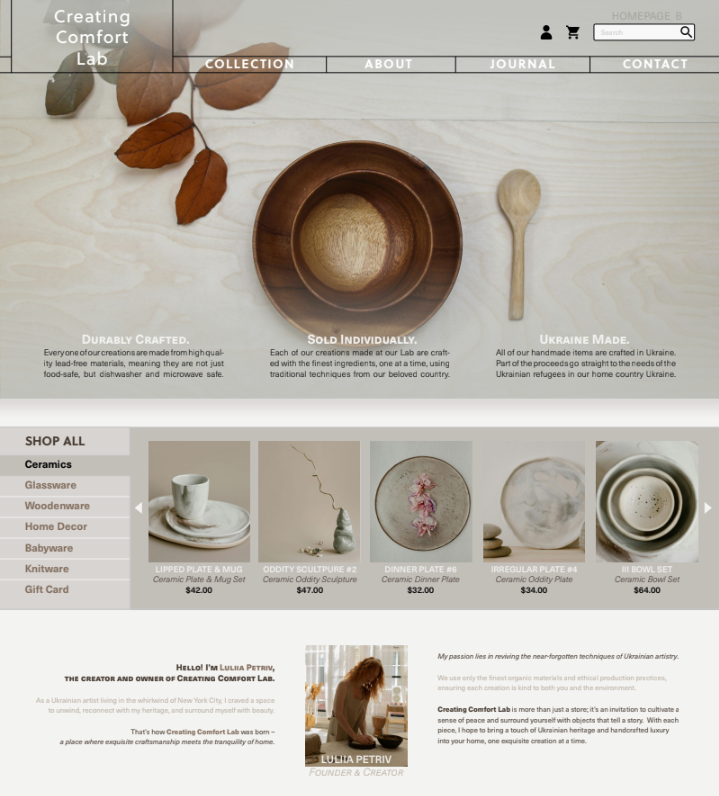 Creating
Comfort
Lab
HOMEPAGE B
Search
COLLECTION
ABOUT
JOURNAL
CONTACT
DURABLY CRAFTED.
Everyone of our creations are made from high qual-
ity lead-free materials, meaning they are not just
food-safe, but dishwasher and microwave safe.
SOLD INDIVIDUALLY.
Each of our creations made at our Lab are craft-
ed with the finest ingredients, one at a time, using
traditional techniques from our beloved country.
UKRAINE MADE.
All of our handmade items are crafted in Ukraine.
Part of the proceeds go straight to the needs of the
Ukrainian refugees in our home country Ukraine.
SHOP ALL
Ceramics
Glassware
Woodenware
Home Decor
Babyware
Knitware
Gift Card
LIPPED PLATE & MUG
Ceramic Plate & Mug Set
$42.00
ODDITY SCULTPURE #2
Ceramic Oddity Sculpture
$47.00
DINNER PLATE #6
Ceramic Dinner Plate
$32.00
IRREGULAR PLATE #4
Ceramic Oddity Plate
$34.00
III BOWL SET
Ceramic Bowl Set
$64.00
HELLO! I'M LULIIA PETRIV,
THE CREATOR AND OWNER OF CREATING COMFORT LAB.
As a Ukrainian artist living in the whirlwind of New York City, I craved a space
to unwind, reconnect with my heritage, and surround myself with beauty.
That's how Creating Comfort Lab was born –
a place where exquisite craftsmanship meets the tranquility of home.
LULIIA PETRIV
FOUNDER & CREATOR
My passion lies in reviving the near-forgotten techniques of Ukrainian artistry.
We use only the finest organic materials and ethical production practices,
ensuring each creation is kind to both you and the environment.
Creating Comfort Lab is more than just a store; it's an invitation to cultivate a
sense of peace and surround yourself with objects that tell a story. With each
piece, I hope to bring a touch of Ukrainian heritage and handcrafted luxury
into your home, one exquisite creation at a time.